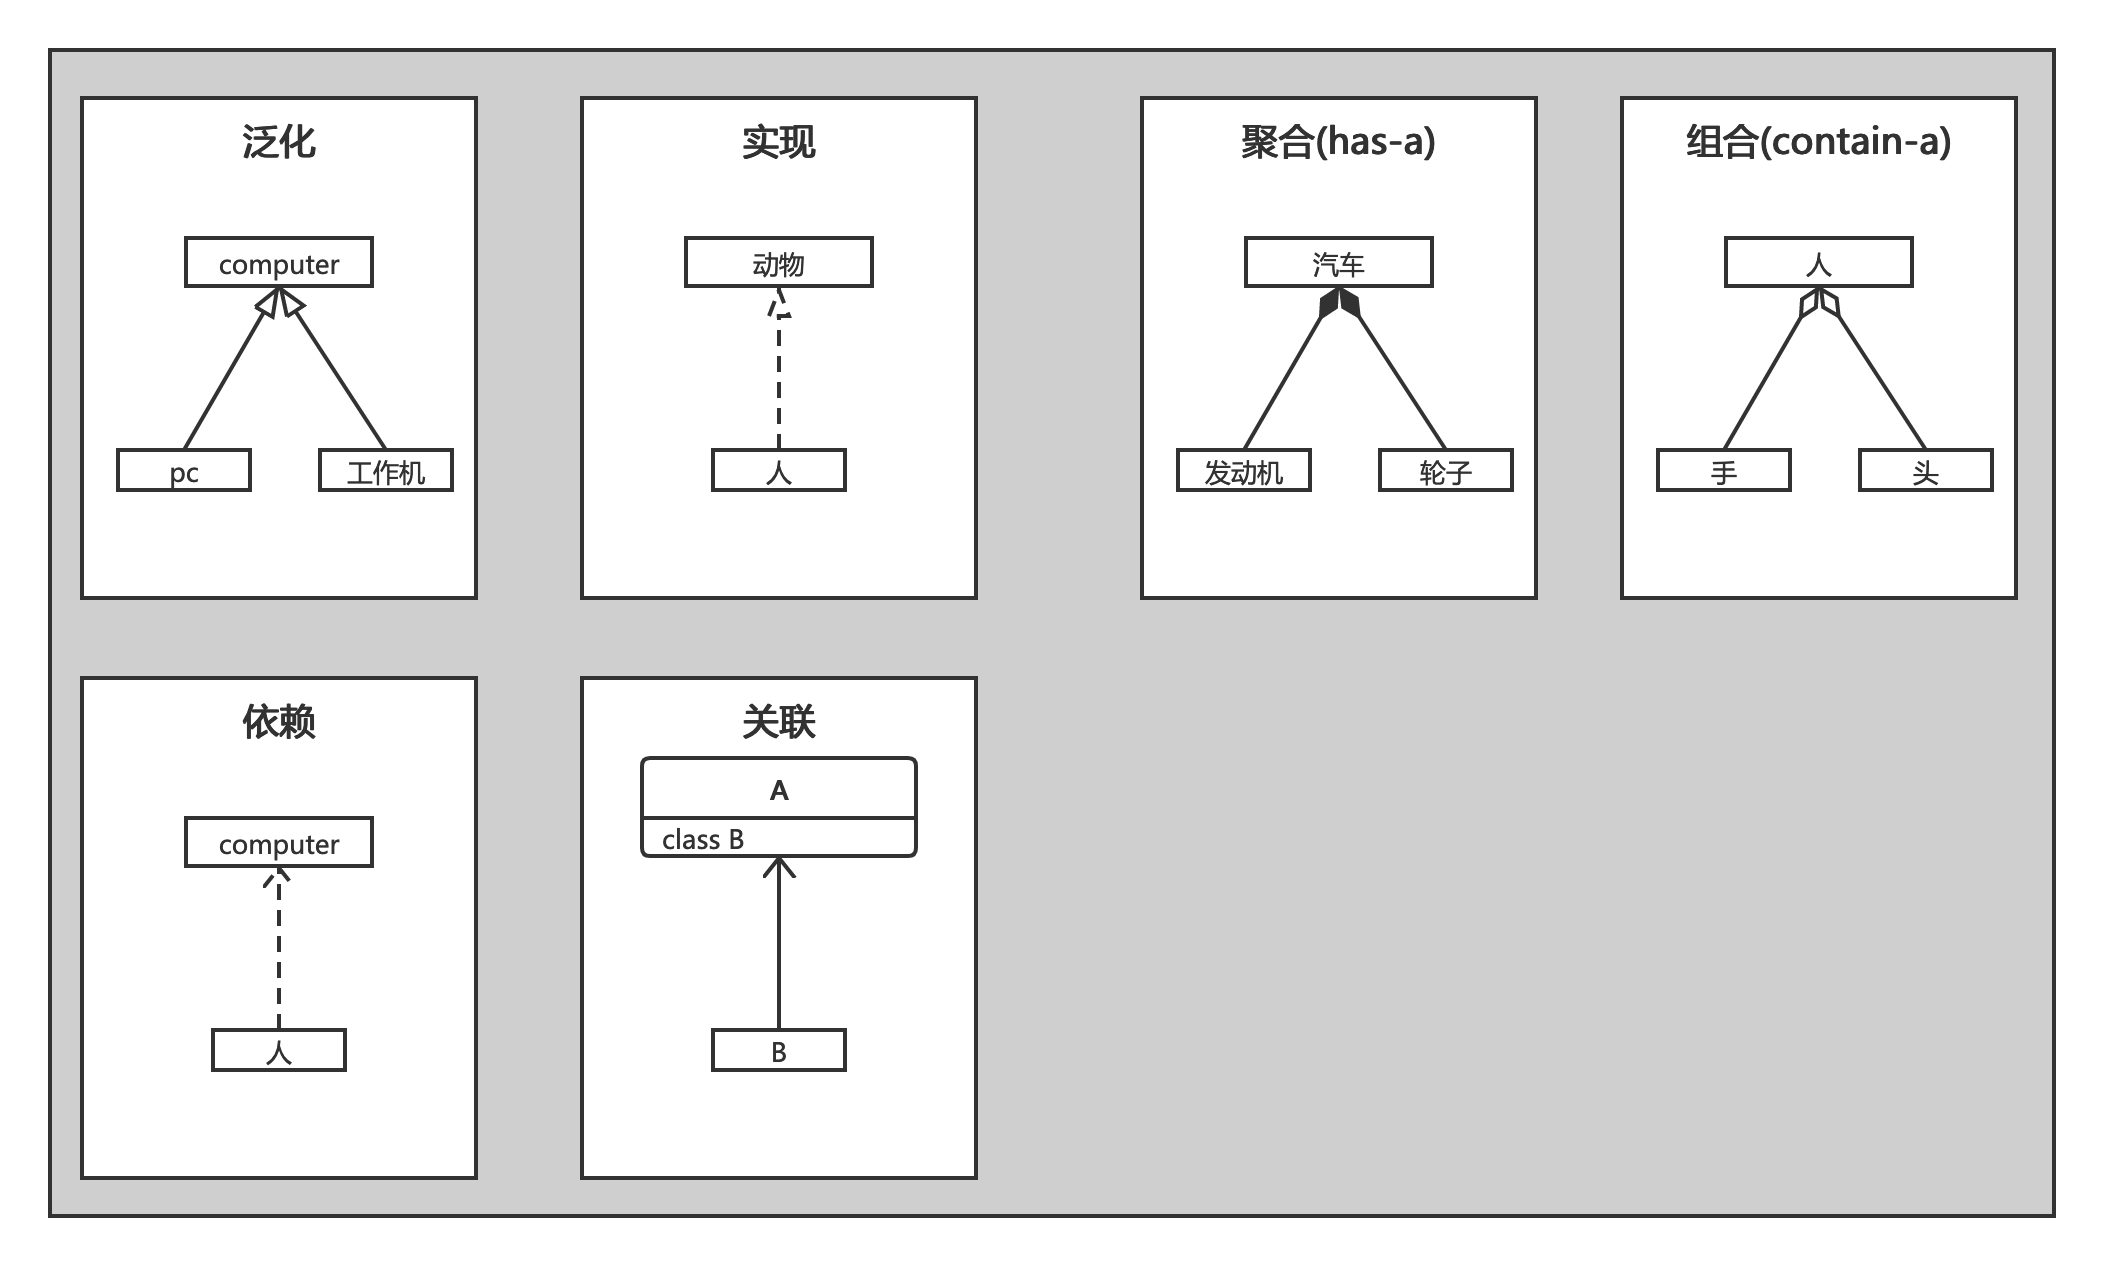 泛化
computer
pc
工作机
实现
动物
人
聚合(has-a)
汽车
发动机
轮子
组合(contain-a)
人
手
头
依赖
computer
人
关联
A
class B
B